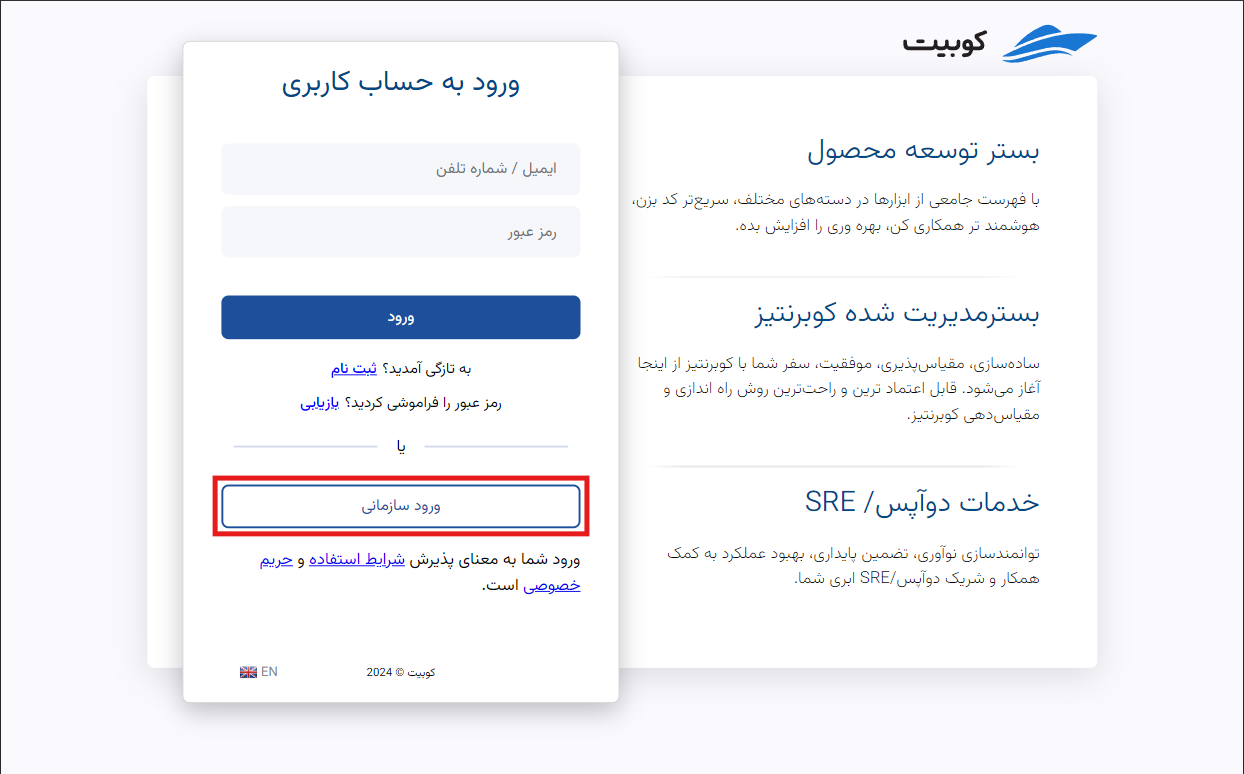 کوبیت
ورود به حساب کاربری
ایمیل / شماره تلفن
رمز عبور
ورود
به تازگی آمدید؟ ثبت نام
رمز عبور را فراموشی کردید؟ بازیابی
یا
ورود سازمانی
ورود شما به معنای پذیرش شرایط استفاده و حریم
خصوصی است.
کوبیت © 2024
EN
بستر توسعه محصول
با فهرست جامعی از ابزارها در دسته‌های مختلف، سریع‌تر کد بزن،
هوشمند تر همکاری کن، بهره وری را افزایش بده.
بسترمدیریت شده کوبرنتیز
ساده‌سازی، مقیاس‌پذیری، موفقیت، سفر شما با کوبرنتیز از اینجا
آغاز می‌شود. قابل اعتماد ترین و راحت‌ترین روش راه اندازی و
مقیاس‌دهی کوبرنتیز.
خدمات دوآپس/ SRE
توانمندسازی نوآوری، تضمین پایداری، بهبود عملکرد به کمک
همکار و شریک دوآپس/SRE ابری شما.